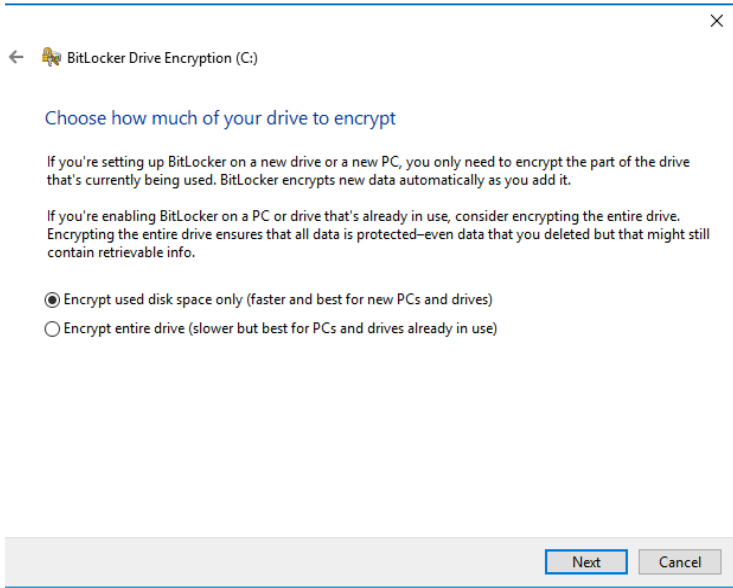 BitLocker Drive Encryption (C:)
Choose how much of your drive to encrypt
If you're setting up BitLocker on a new drive or a new PC, you only need to encrypt the part of the drive
that's currently being used. BitLocker encrypts new data automatically as you add it.
If you're enabling BitLocker on a PC or drive that's already in use, consider encrypting the entire drive.
Encrypting the entire drive ensures that all data is protected–even data that you deleted but that might still
contain retrievable info.
Encrypt used disk space only (faster and best for new PCs and drives)
Encrypt entire drive (slower but best for PCs and drives already in use)
Next Cancel